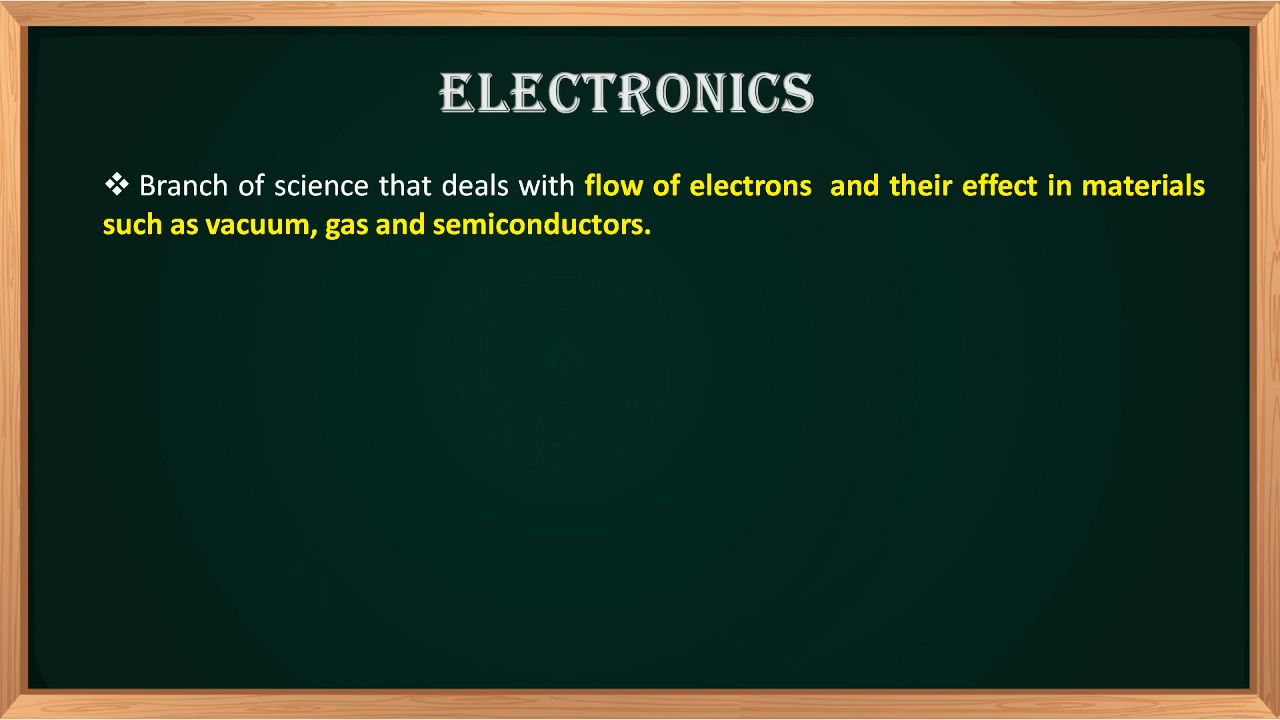 ELECTRONICS
❖ Branch of science that deals with flow of electrons and their effect in materials
such as vacuum, gas and semiconductors.